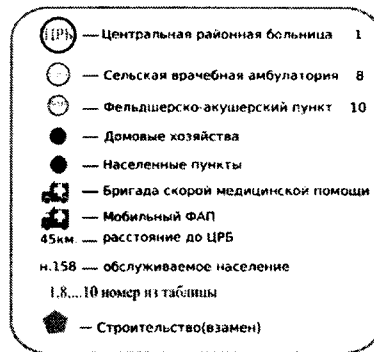 ЦРБ — Центральная районная больница 1
— Сельская врачебная амбулатория 8
— Фельдшерско-акушерский пункт 10
— Домовые хозяйства
— Населенные пункты
— Бригада скорой медицинской помощи
— Мобильный ФАП
45км. — расстояние до ЦРБ
н.158 — обслуживаемое население
1,8,...10 номер из таблицы
— Строительство(взамен)